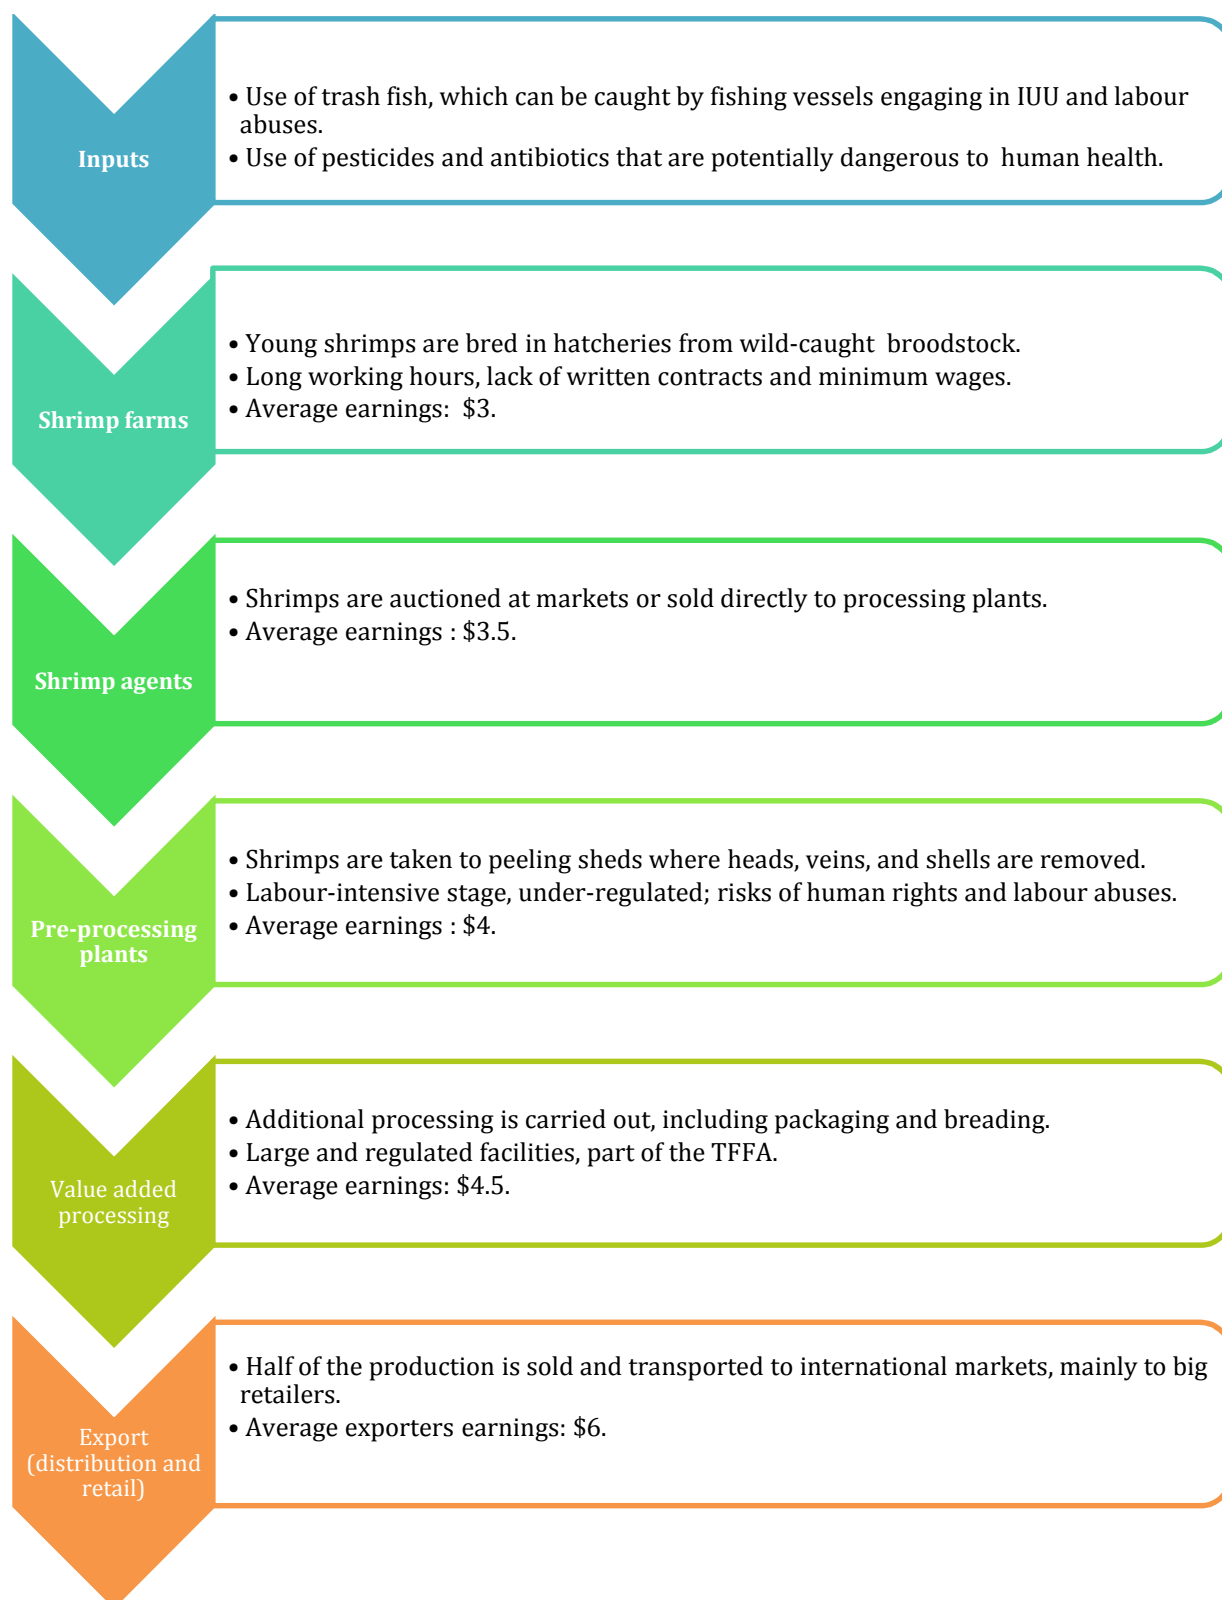 Inputs
• Use of trash fish, which can be caught by fishing vessels engaging in IUU and labour
abuses.
• Use of pesticides and antibiotics that are potentially dangerous to  human health.
Shrimp farms
• Young shrimps are bred in hatcheries from wild-caught  broodstock.
• Long working hours, lack of written contracts and minimum wages.
• Average earnings:  $3.
Shrimp agents
• Shrimps are auctioned at markets or sold directly to processing plants.
• Average earnings : $3.5.
Pre-processing
plants
• Shrimps are taken to peeling sheds where heads, veins, and shells are removed.
• Labour-intensive stage, under-regulated; risks of human rights and labour abuses.
• Average earnings : $4.
Value added
processing
• Additional processing is carried out, including packaging and breading.
• Large and regulated facilities, part of the TFFA.
• Average earnings: $4.5.
Export
(distribution and
retail)
• Half of the production is sold and transported to international markets, mainly to big
retailers.
• Average exporters earnings: $6.